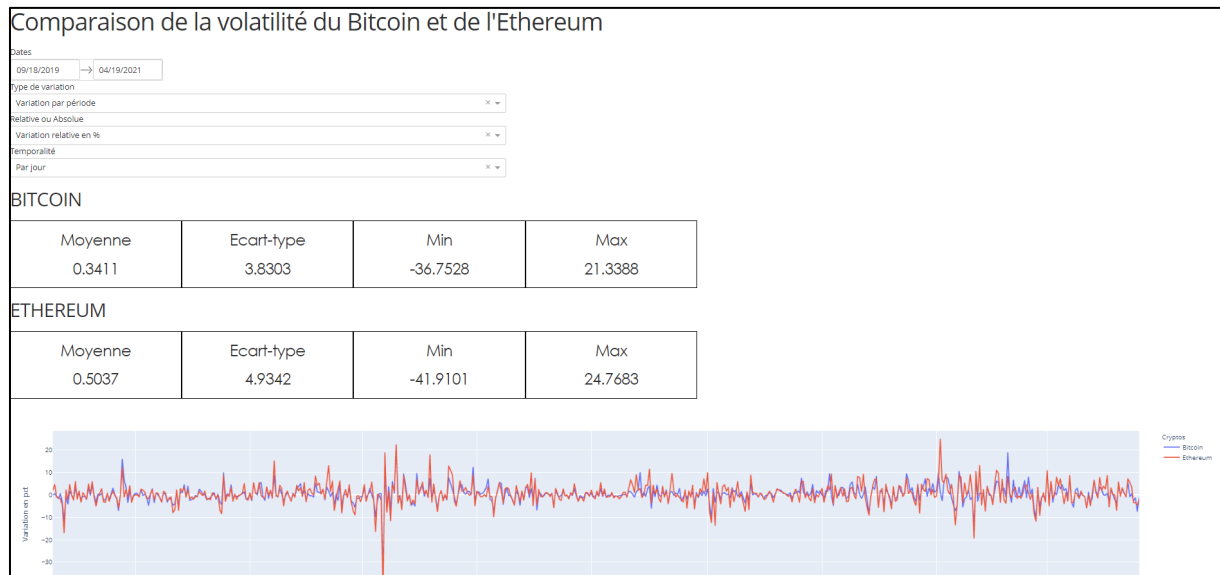 Comparaison de la volatilité du Bitcoin et de l'Ethereum
Dates
09/18/2019 → 04/19/2021
Type de variation
Variation par période × ▾
Relative ou Absolue
Variation relative en % × ▾
Temporalité
Par jour × ▾
BITCOIN
Moyenne Ecart-type Min Max
0.3411 3.8303 -36.7528 21.3388
ETHEREUM
Moyenne Ecart-type Min Max
0.5037 4.9342 -41.9101 24.7683
Cryptos
Bitcoin
Ethereum
Variation en pct
20
10
0
−10
−20
−30